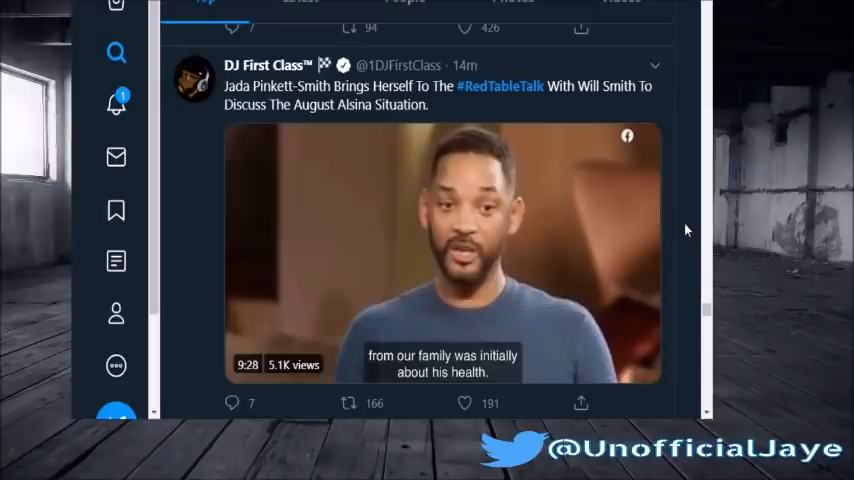 7 94 426
DJ First Class™ @1DJFirstClass · 14m
Jada Pinkett-Smith Brings Herself To The #RedTableTalk With Will Smith To
Discuss The August Alsina Situation.
from our family was initially
about his health.
9:28 5.1K views
7 166 191
1
@UnofficialJaye